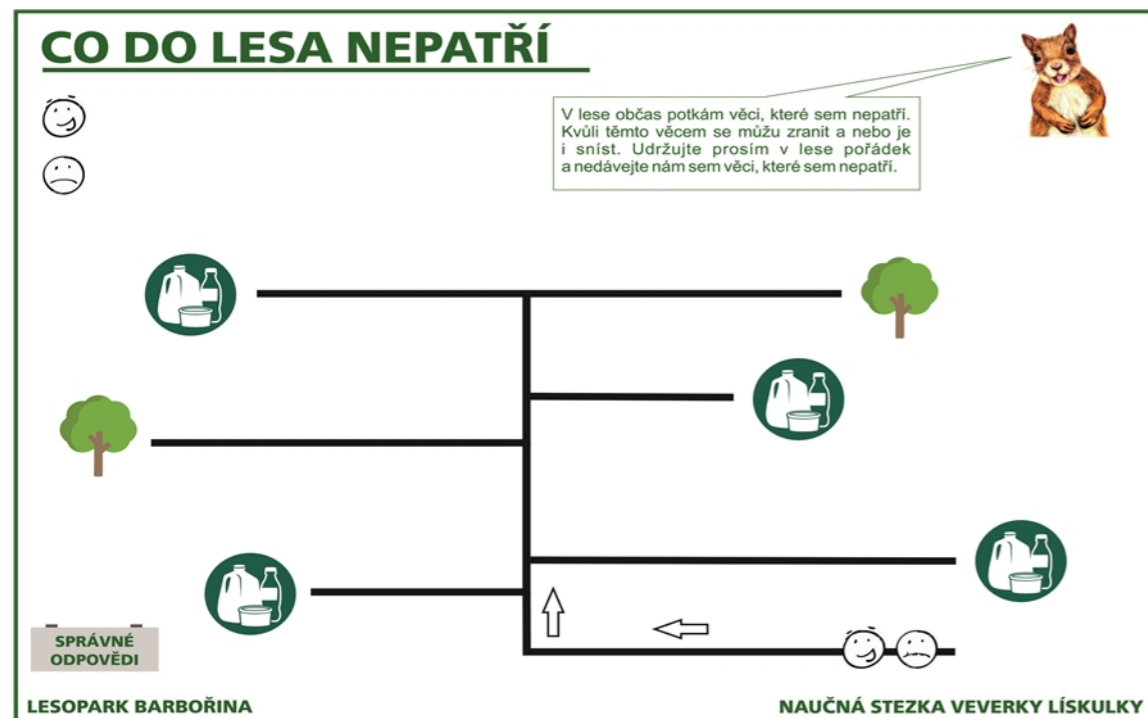 CO DO LESA NEPATŘÍ
V lese občas potkám věci, které sem nepatří.
Kvůli těmto věcem se můžu zranit a nebo je
i sníst. Udržujte prosím v lese pořádek
a nedávejte nám sem věci, které sem nepatří.
SPRÁVNÉ
ODPOVĚDI
LESOPARK BARBOŘINA
NAUČNÁ STEZKA VEVERKY LÍSKULKY